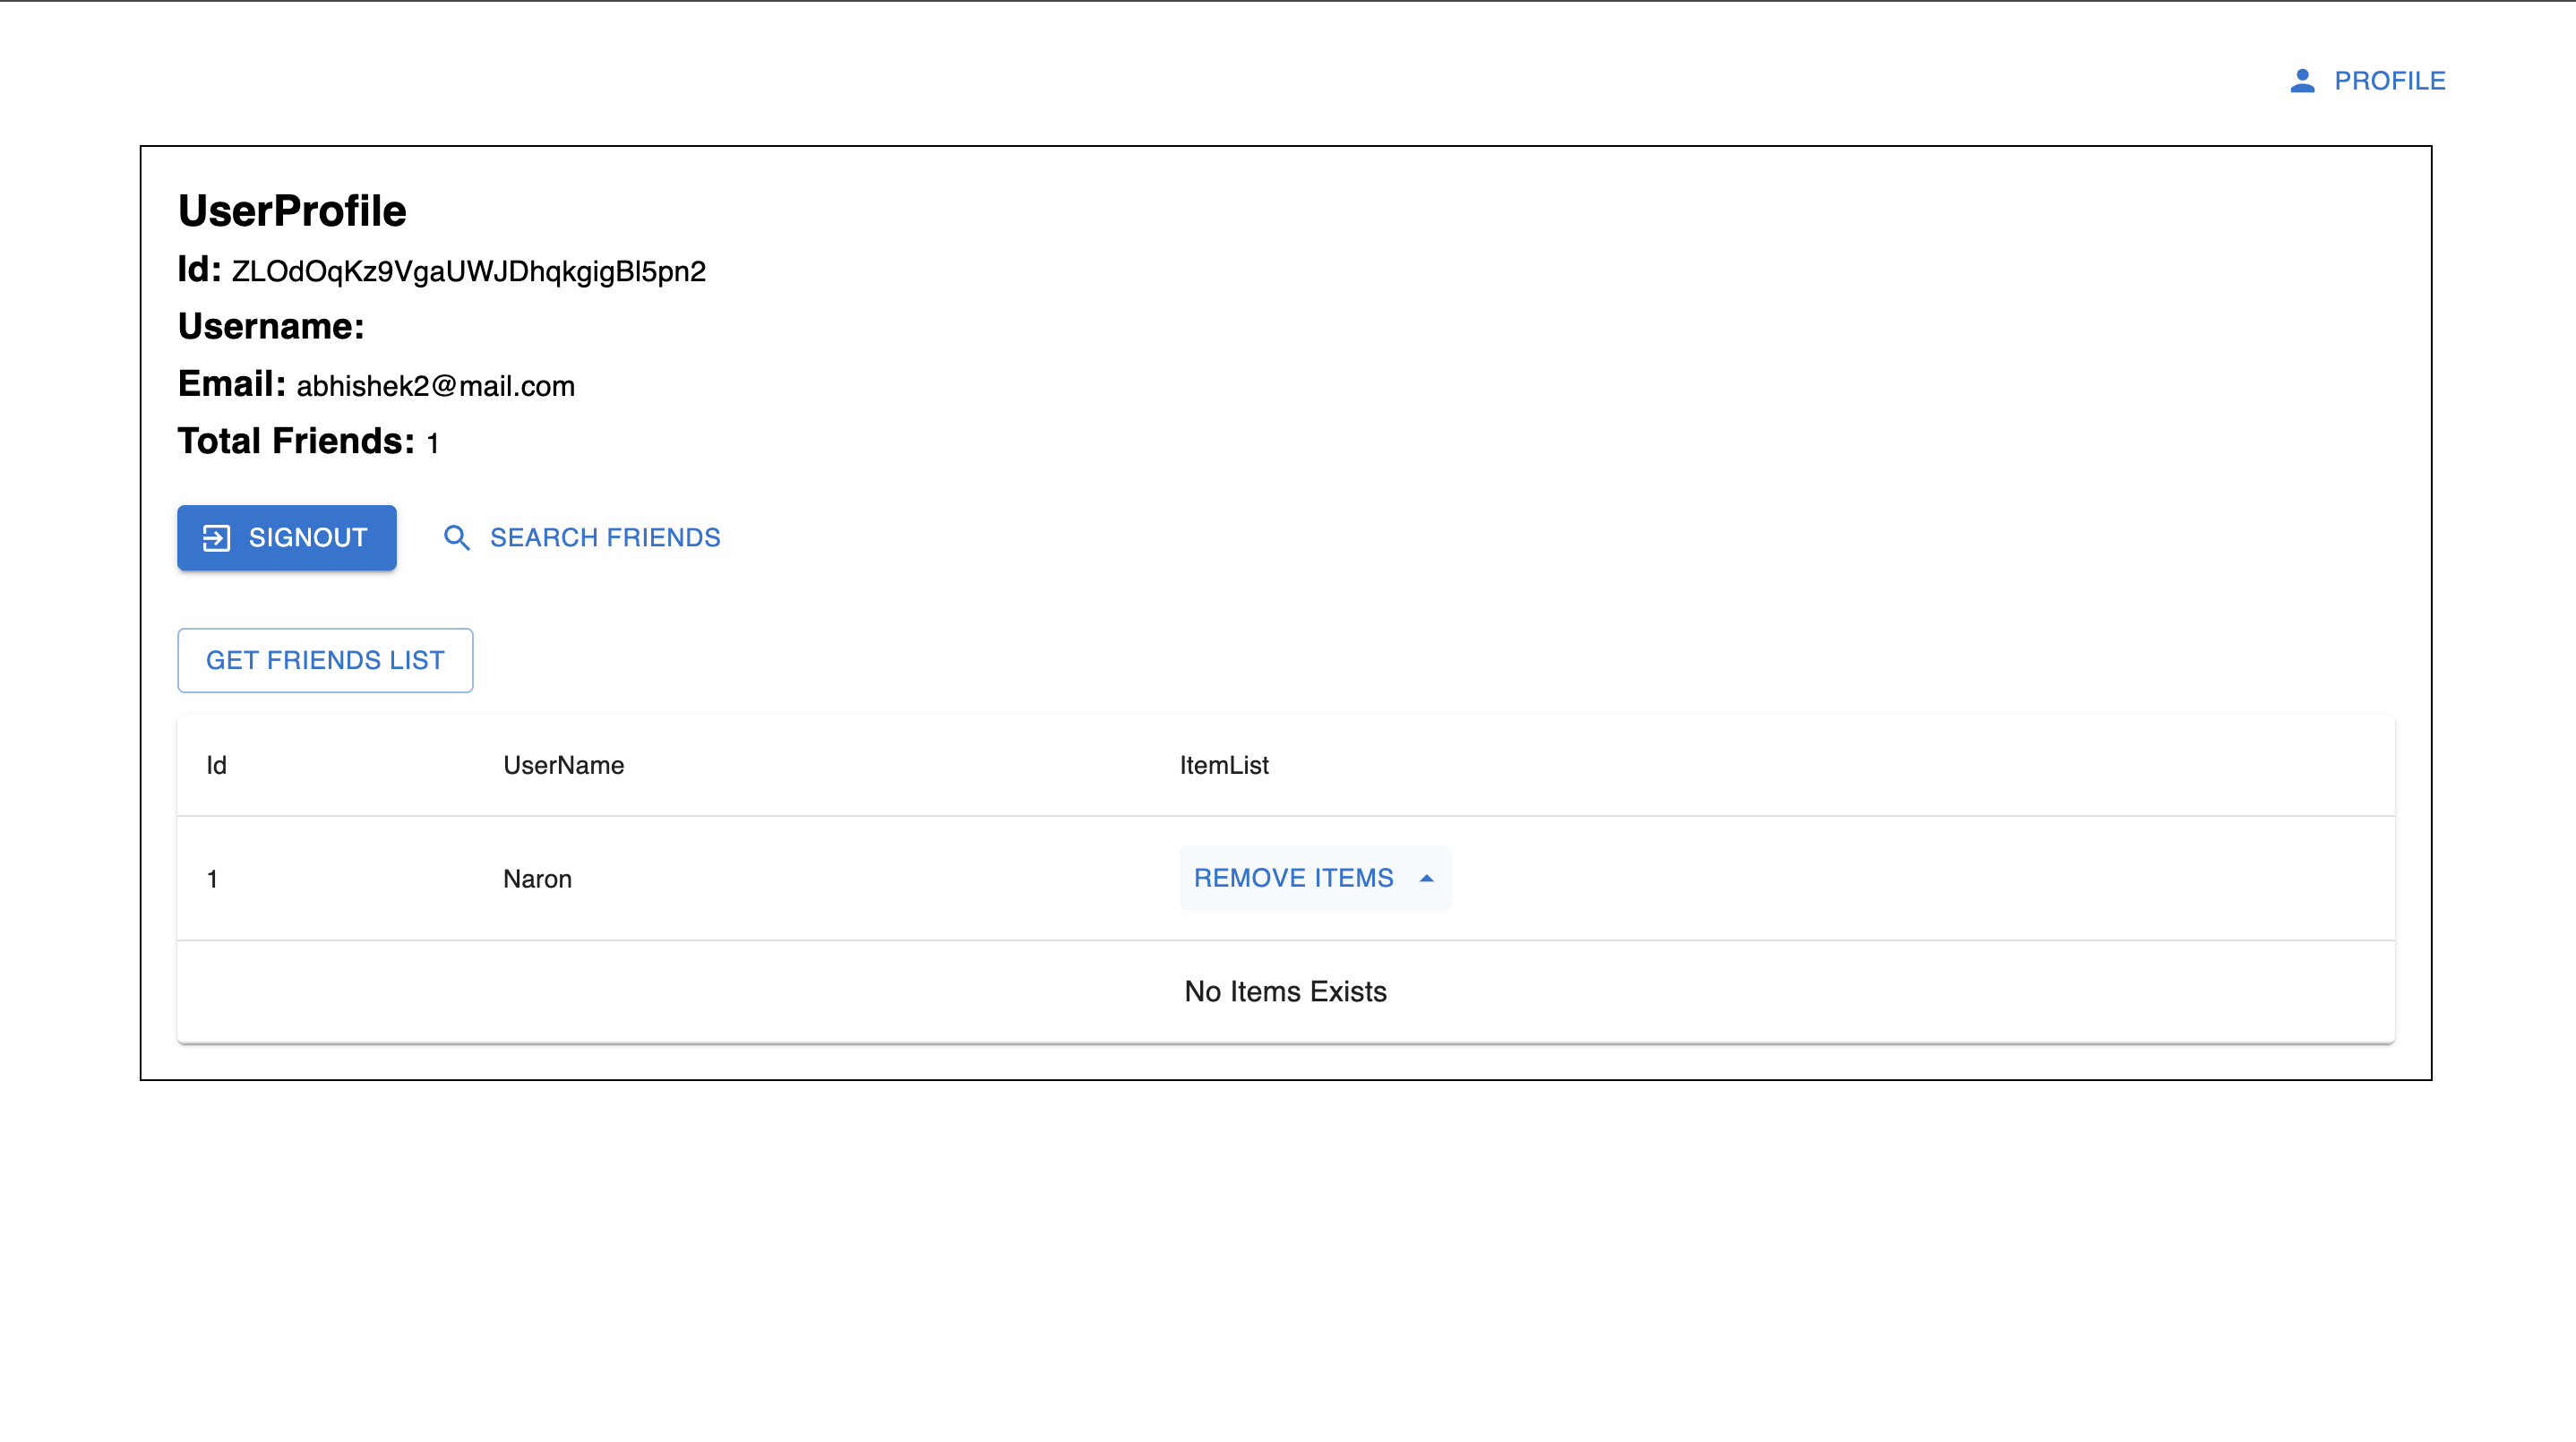 PROFILE
UserProfile
Id: ZLOdOqKz9VgaUWJDhqkgigBl5pn2
Username:
Email: abhishek2@mail.com
Total Friends: 1
SIGNOUT SEARCH FRIENDS
GET FRIENDS LIST
Id UserName ItemList
1 Naron REMOVE ITEMS
No Items Exists